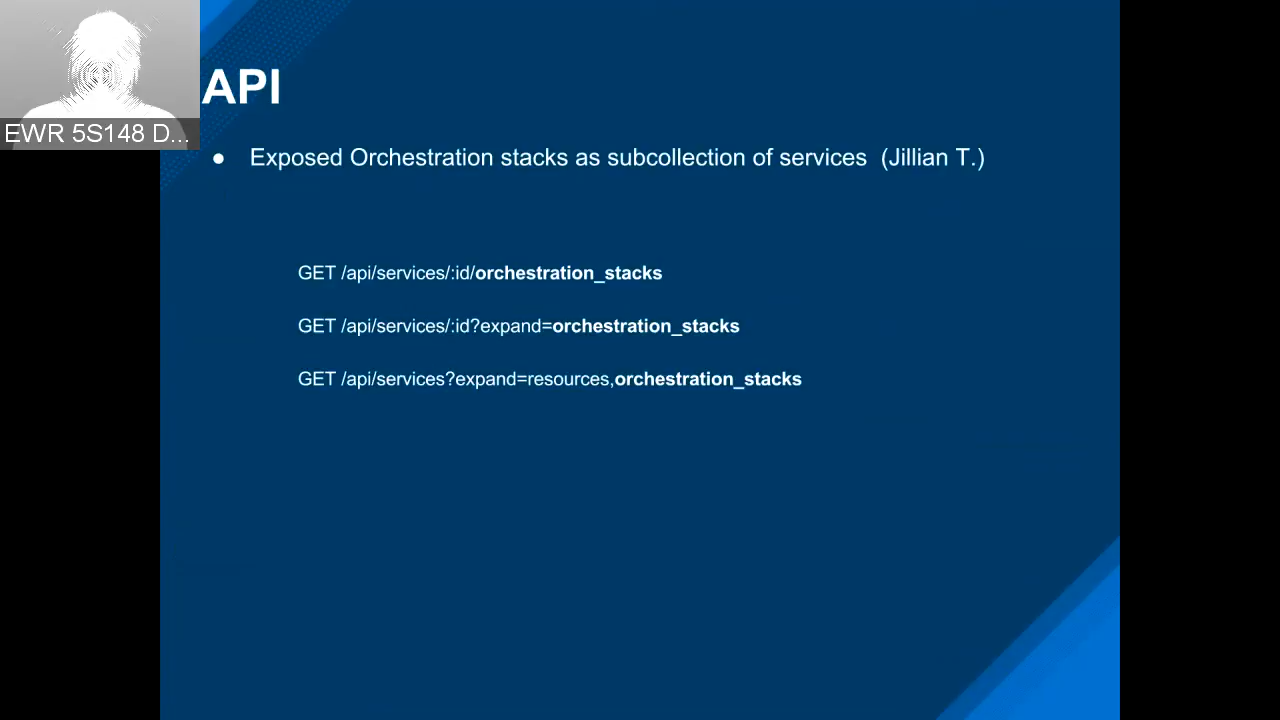 API
EWR 5S148 D...
● Exposed Orchestration stacks as subcollection of services (Jillian T.)
GET /api/services/:id/orchestration_stacks
GET /api/services/:id?expand=orchestration_stacks
GET /api/services?expand=resources,orchestration_stacks